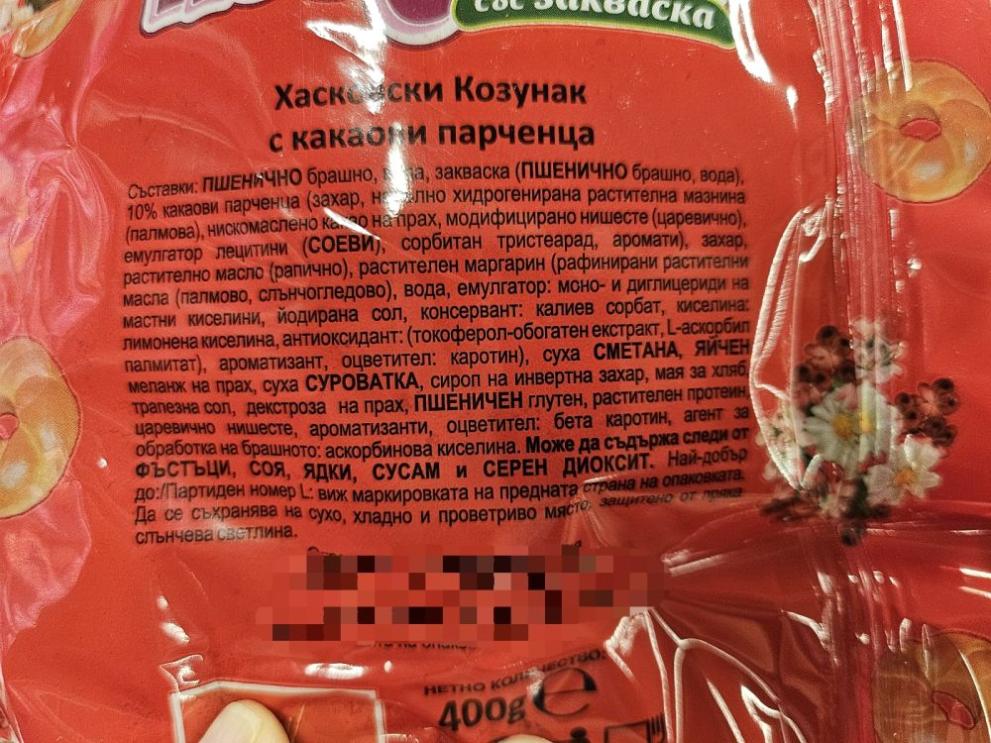 със закваска
Хасковски Козунак
с какаови парченца
Съставки: ПШЕНИЧНО брашно, вода, закваска (ПШЕНИЧНО брашно, вода),
10% какаови парченца (захар, напълно хидрогенирана растителна мазнина
(палмова), нискомаслено какао на прах, модифицирано нишесте (царевично),
емулгатор лецитини (СОЕВИ), сорбитан тристеарад, аромати), захар,
растително масло (рапично), растителен маргарин (рафинирани растителни
масла (палмово, слънчогледово), вода, емулгатор: моно- и диглицериди на
мастни киселини, йодирана сол, консервант: калиев сорбат, киселина:
лимонена киселина, антиоксидант: (токоферол-обогатен екстракт, L-аскорбил
палмитат), ароматизант, оцветител: каротин), суха СМЕТАНА, ЯЙЧЕН
меланж на прах, суха СУРОВАТКА, сироп на инвертна захар, мая за хляб,
трапезна сол, декстроза на прах, ПШЕНИЧЕН глутен, растителен протеин,
царевично нишесте, ароматизанти, оцветител: бета каротин, агент за
обработка на брашното: аскорбинова киселина. Може да съдържа следи от
ФЪСТЪЦИ, СОЯ, ЯДКИ, СУСАМ и СЕРЕН ДИОКСИТ. Най-добър
до:/Партиден номер L: виж маркировката на предната страна на опаковката.
Да се съхранява на сухо, хладно и проветриво място, защитено от пряка
слънчева светлина.
НЕТНО КОЛИЧЕСТВО:
400g e